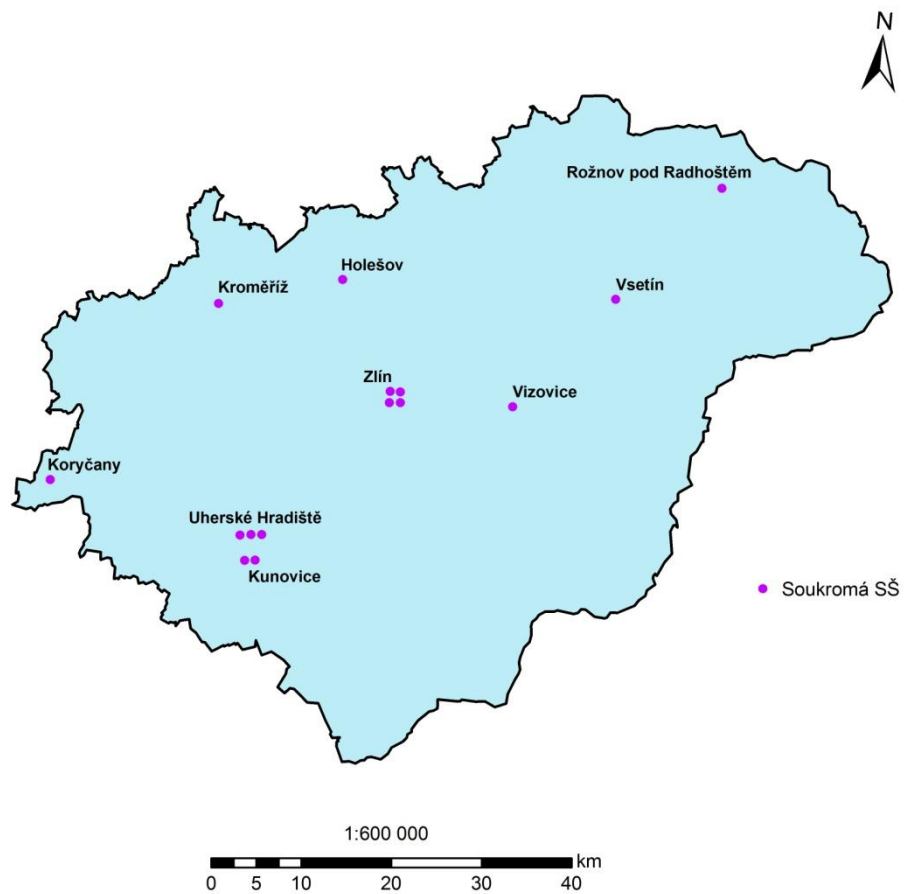 N
Rožnov pod Radhoštěm
Holešov
Kroměříž
Vsetín
Zlín
Vizovice
Koryčany
Uherské Hradiště
Kunovice
Soukromá SŠ
1:600 000
km
0 5 10 20 30 40